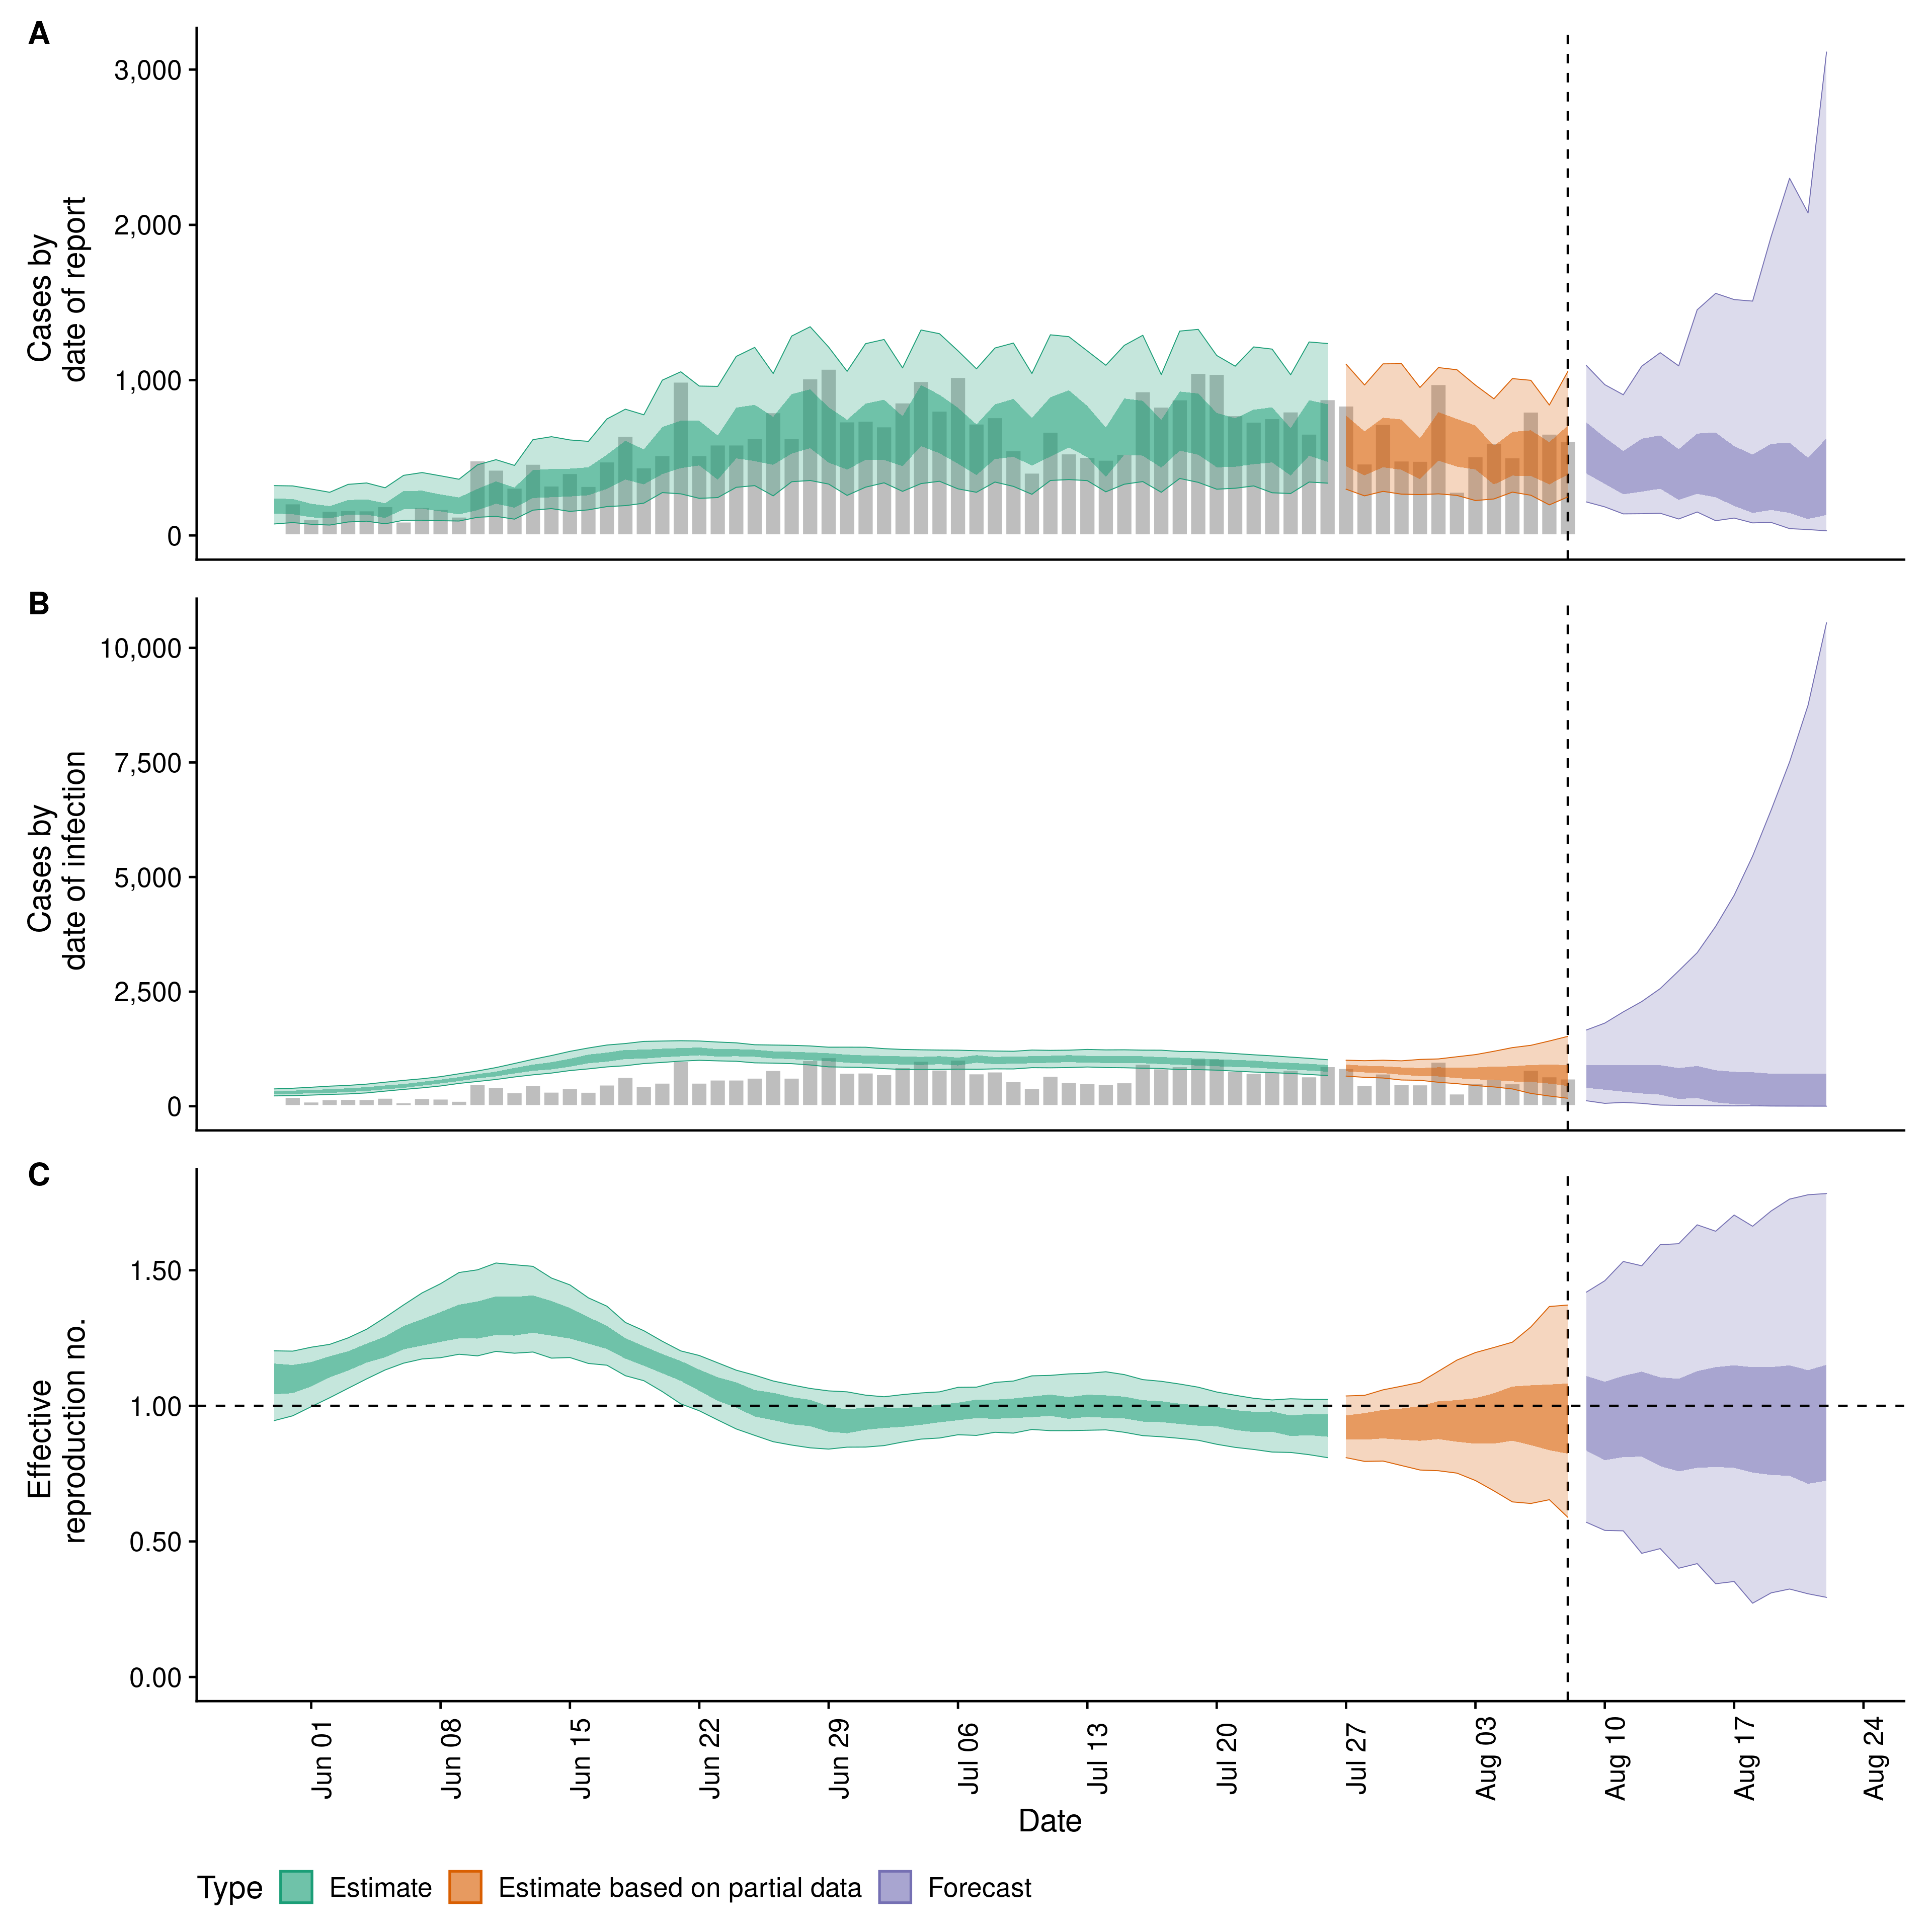 A
3,000
2,000
1,000
0
Cases by
date of report
B
10,000
7,500
5,000
2,500
0
Cases by
date of infection
C
1.50
1.00
0.50
0.00
Effective
reproduction no.
Jun 01
Jun 08
Jun 15
Jun 22
Jun 29
Jul 06
Jul 13
Jul 20
Jul 27
Aug 03
Aug 10
Aug 17
Aug 24
Date
Type Estimate Estimate based on partial data Forecast